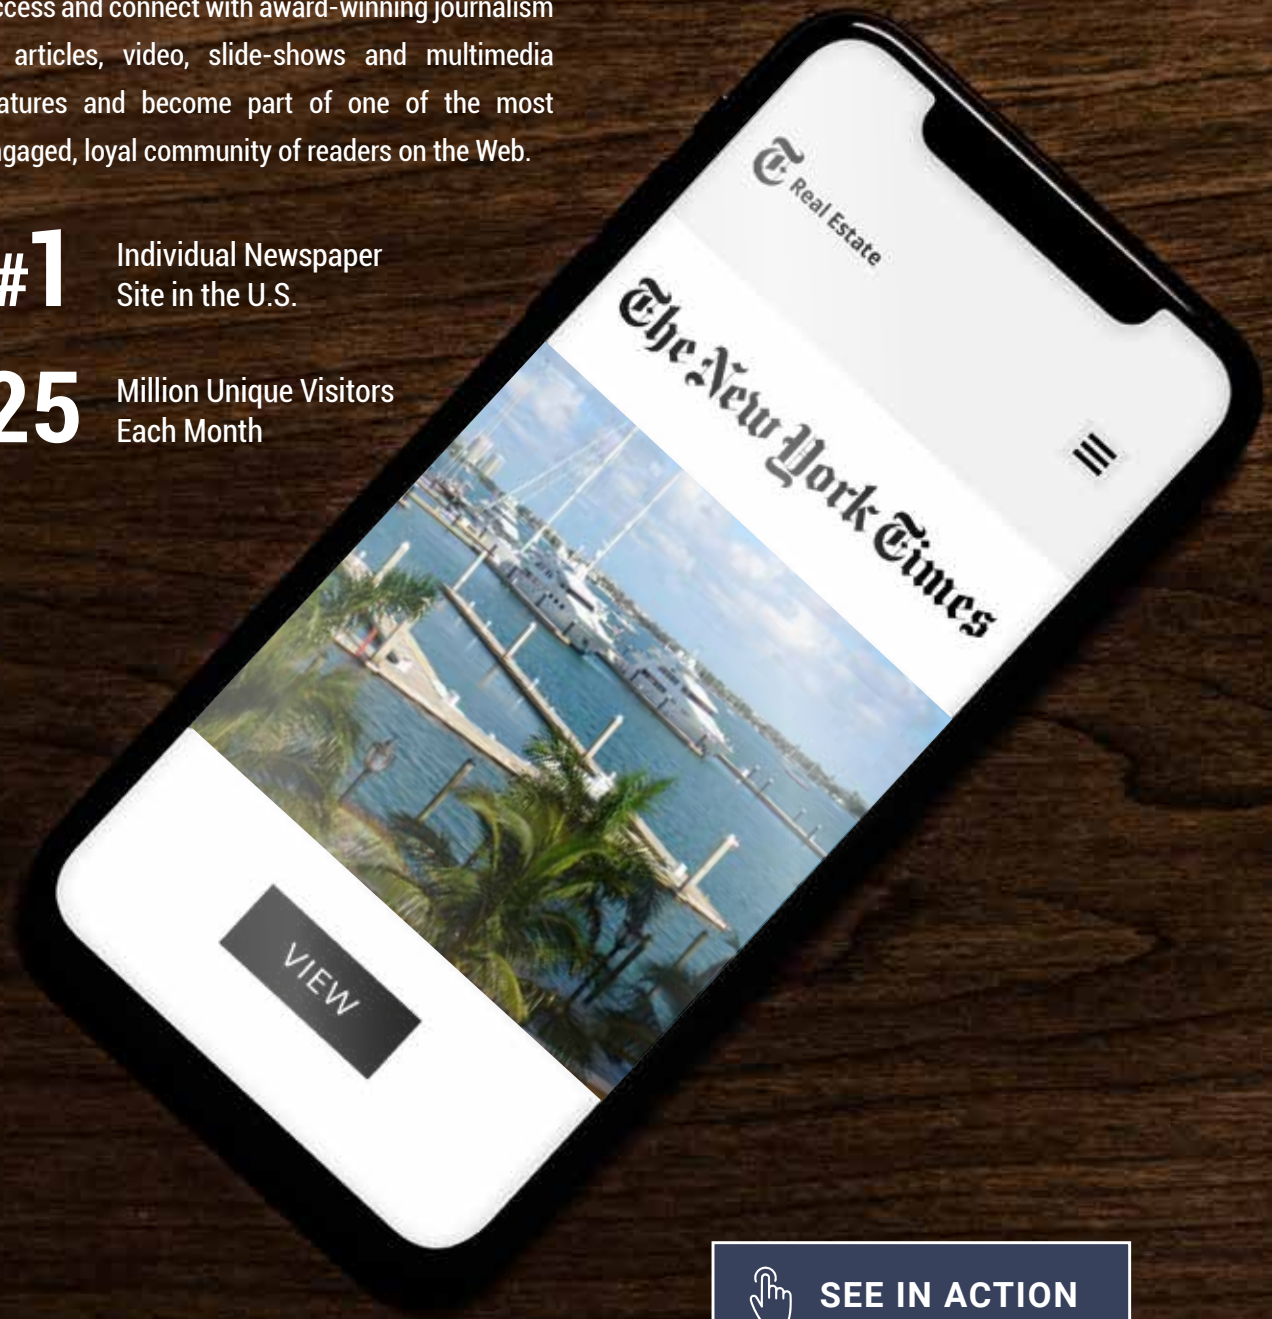 ccess and connect with award-winning journalism
articles, video, slide-shows and multimedia
atures and become part of one of the most
ngaged, loyal community of readers on the Web.
#1
Individual Newspaper
Site in the U.S.
25
Million Unique Visitors
Each Month
T Real Estate
The New York Times
VIEW
SEE IN ACTION